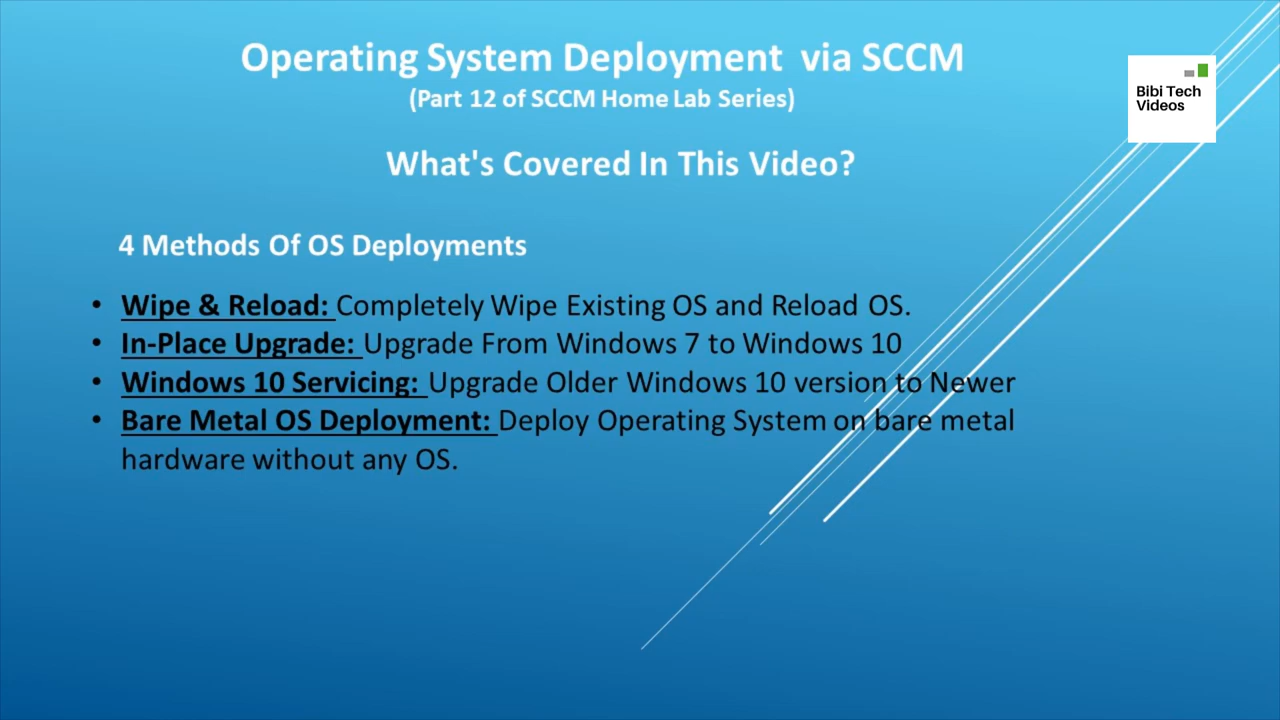 Operating System Deployment via SCCM
(Part 12 of SCCM Home Lab Series)
Bibi Tech
Videos
What's Covered In This Video?
4 Methods Of OS Deployments
• Wipe & Reload: Completely Wipe Existing OS and Reload OS.
• In-Place Upgrade: Upgrade From Windows 7 to Windows 10
• Windows 10 Servicing: Upgrade Older Windows 10 version to Newer
• Bare Metal OS Deployment: Deploy Operating System on bare metal
hardware without any OS.